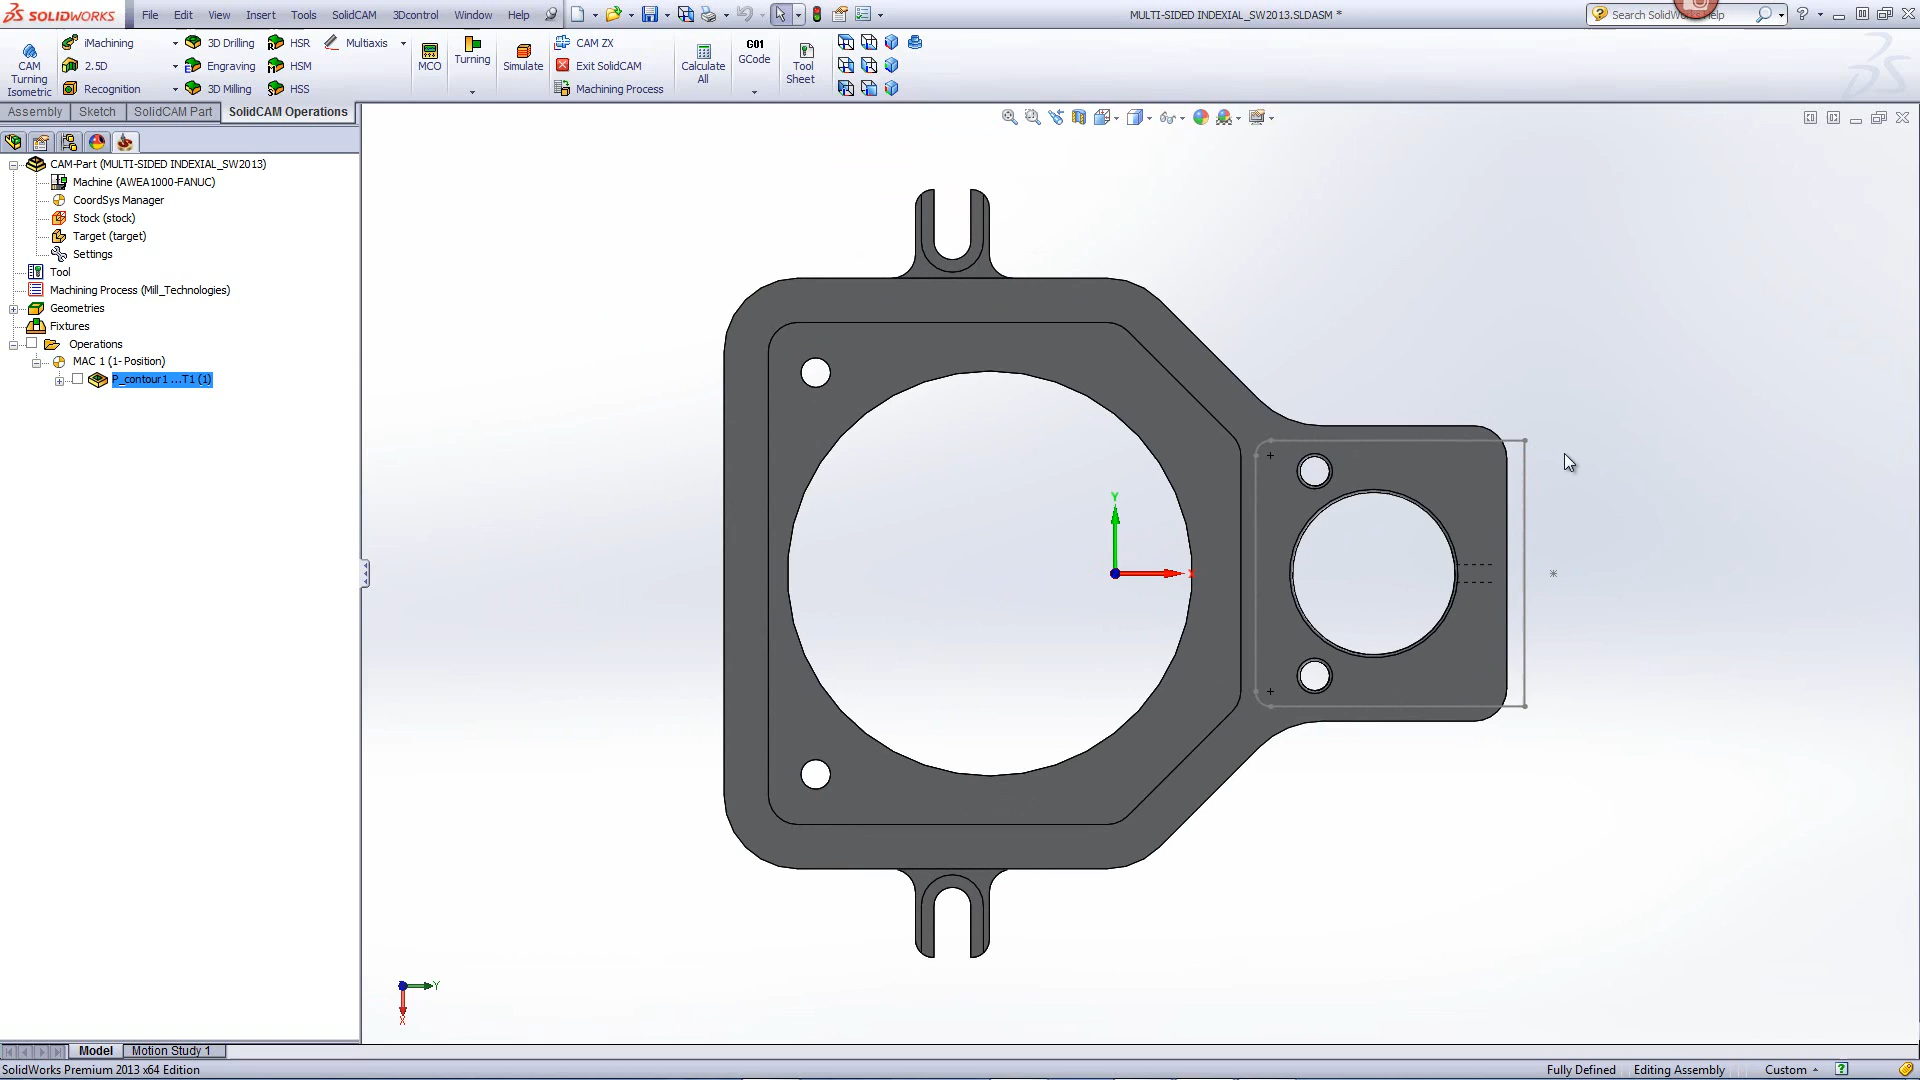 SOLIDWORKS File Edit View Insert Tools SolidCAM 3Dcontrol Window Help MULTI-SIDED INDEXIAL_SW2013.SLDASM * Search SolidWorks Help
iMachining 3D Drilling HSR Multiaxis CAM ZX
2.5D Engraving HSM Exit SolidCAM
Recognition 3D Milling HSS Machining Process
CAM Turning Isometric
MCO
Turning
Simulate
Calculate All
G01 GCode
Tool Sheet
Assembly Sketch SolidCAM Part SolidCAM Operations
CAM-Part (MULTI-SIDED INDEXIAL_SW2013)
Machine (AWEA1000-FANUC)
CoordSys Manager
Stock (stock)
Target (target)
Settings
Tool
Machining Process (Mill_Technologies)
Geometries
Fixtures
Operations
MAC 1 (1- Position)
P_contour1 ...T1 (1)
Y
X
Y
X
Model Motion Study 1
SolidWorks Premium 2013 x64 Edition Fully Defined Editing Assembly Custom